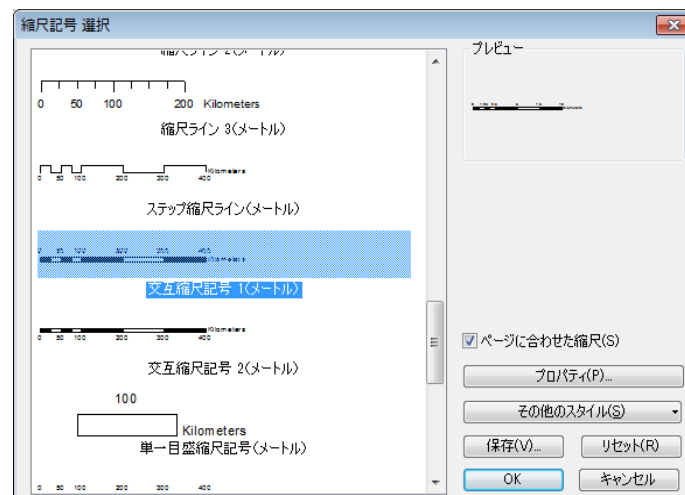 縮尺記号 選択
0 50 100 200 Kilometers
縮尺ライン 3(メートル)
Kilometers
0 50 100 200 300 400
ステップ縮尺ライン(メートル)
0 50 100 200 300 400
Kilometers
交互縮尺記号 1(メートル)
Kilometers
0 50 100 200 300 400
交互縮尺記号 2(メートル)
100
Kilometers
単一目盛縮尺記号(メートル)
0 50 100 200 300 400
プレビュー
ページに合わせた縮尺(S)
プロパティ(P)...
その他のスタイル(S)
保存(V)...
リセット(R)
OK
キャンセル